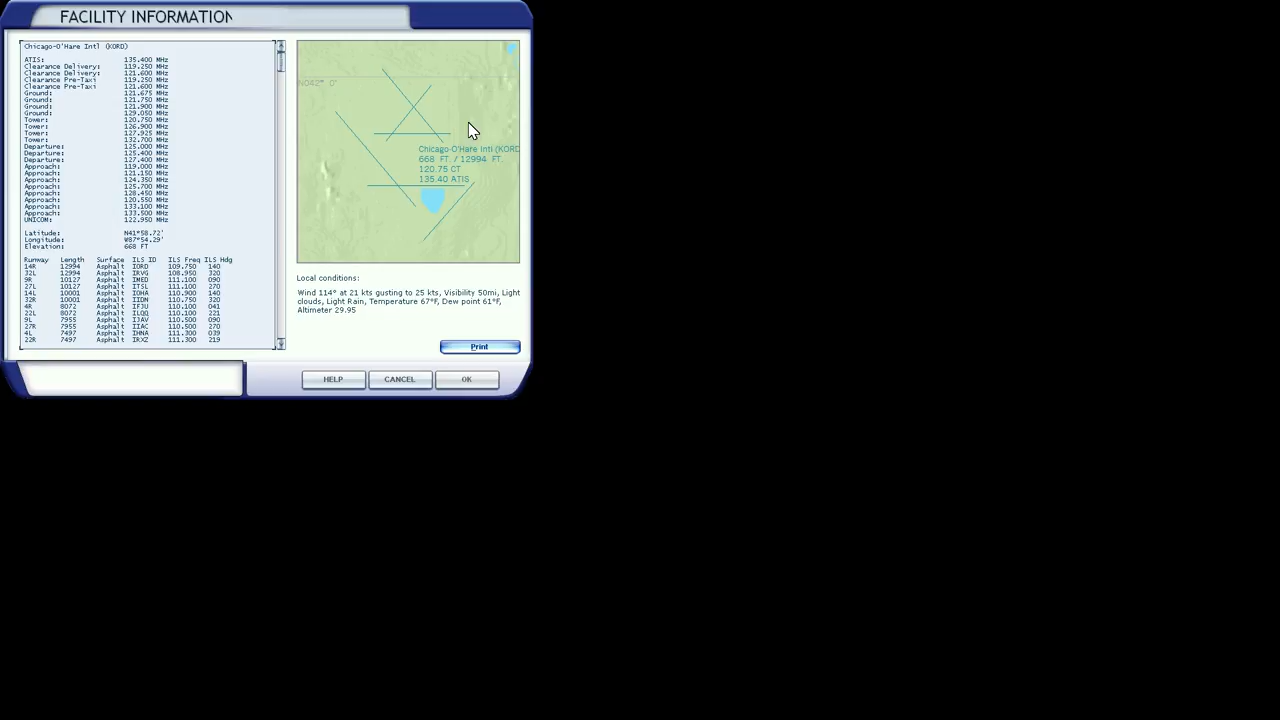 FACILITY INFORMATION
Chicago-O'Hare Intl (KORD)
ATIS: 135.400 MHz
Clearance Delivery: 119.250 MHz
Clearance Delivery: 121.600 MHz
Clearance Pre-Taxi 119.250 MHz
Clearance Pre-Taxi 121.600 MHz
Ground: 121.675 MHz
Ground: 121.750 MHz
Ground: 121.900 MHz
Ground: 129.050 MHz
Tower: 120.750 MHz
Tower: 126.900 MHz
Tower: 127.925 MHz
Tower: 132.700 MHz
Departure: 125.000 MHz
Departure: 125.400 MHz
Departure: 127.400 MHz
Approach: 119.000 MHz
Approach: 121.150 MHz
Approach: 124.350 MHz
Approach: 125.700 MHz
Approach: 128.450 MHz
Approach: 120.550 MHz
Approach: 133.100 MHz
Approach: 133.500 MHz
UNICOM: 122.950 MHz
Latitude: N41°58.72'
Longitude: W87°54.29'
Elevation: 668 FT
Runway Length Surface ILS ID ILS Freq ILS Hdg
14R 12994 Asphalt IORD 109.750 140
32L 12994 Asphalt IRVG 108.950 320
9R 10127 Asphalt IMED 111.100 090
27L 10127 Asphalt ITSL 111.100 270
14L 10001 Asphalt IOHA 110.900 140
32R 10001 Asphalt IIDN 110.750 320
4R 8072 Asphalt IFJU 110.100 041
22L 8072 Asphalt ILQQ 110.100 221
9L 7955 Asphalt IJAV 110.500 090
27R 7955 Asphalt IIAC 110.500 270
4L 7497 Asphalt IHNA 111.300 039
22R 7497 Asphalt IRXZ 111.300 219
N042° 0'
Chicago-O'Hare Intl (KORD
668 FT. / 12994 FT.
120.75 CT
135.40 ATIS
Local conditions:
Wind 114° at 21 kts gusting to 25 kts, Visibility 50mi, Light
clouds, Light Rain, Temperature 67°F, Dew point 61°F,
Altimeter 29.95
Print
HELP CANCEL OK